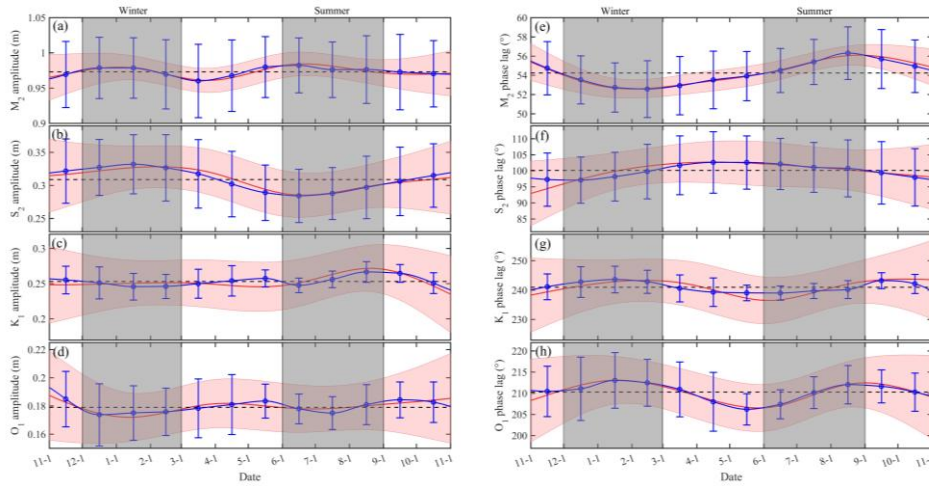 Winter
Summer
(a)
M2 amplitude (m)
1.05
1
0.95
0.9
(b)
S2 amplitude (m)
0.35
0.3
0.25
(c)
K1 amplitude (m)
0.3
0.25
0.2
(d)
O1 amplitude (m)
0.22
0.2
0.18
0.16
11-1 12-1 1-1 2-1 3-1 4-1 5-1 6-1 7-1 8-1 9-1 10-1 11-1
Date
Winter
Summer
(e)
M2 phase lag (°)
60
58
56
54
52
50
(f)
S2 phase lag (°)
110
105
100
95
90
85
(g)
K1 phase lag (°)
250
240
230
(h)
O1 phase lag (°)
215
210
205
200
11-1 12-1 1-1 2-1 3-1 4-1 5-1 6-1 7-1 8-1 9-1 10-1 11-1
Date